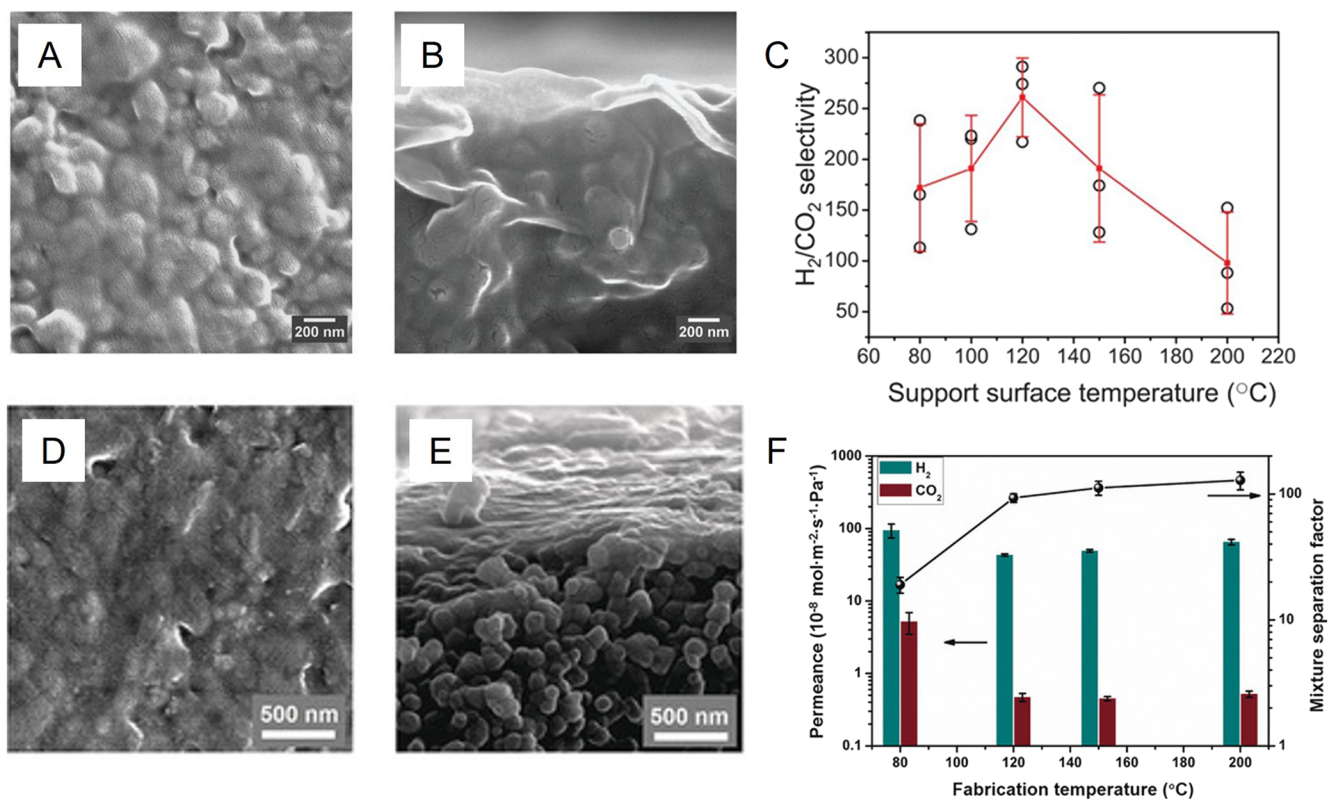 A
200 nm
B
200 nm
C
H₂/CO₂ selectivity
300
250
200
150
100
50
60 80 100 120 140 160 180 200 220
Support surface temperature (°C)
D
500 nm
E
500 nm
F
Permeance (10⁻⁸ mol·m⁻²·s⁻¹·Pa⁻¹)
1000
100
10
1
0.1
H₂
CO₂
100
10
1
Mixture separation factor
80 100 120 140 160 180 200
Fabrication temperature (°C)